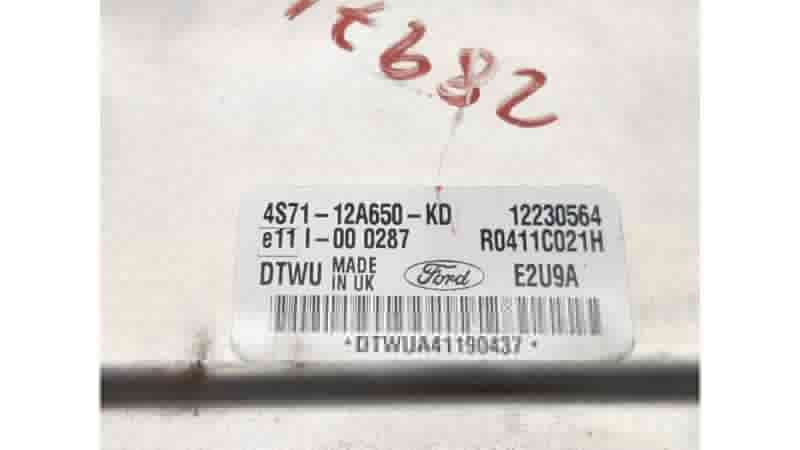 4S71-12A650-KD 12230564
e11 I-00 0287 R0411C021H
DTWU MADE IN UK Ford E2U9A
*DTWUA41190437*